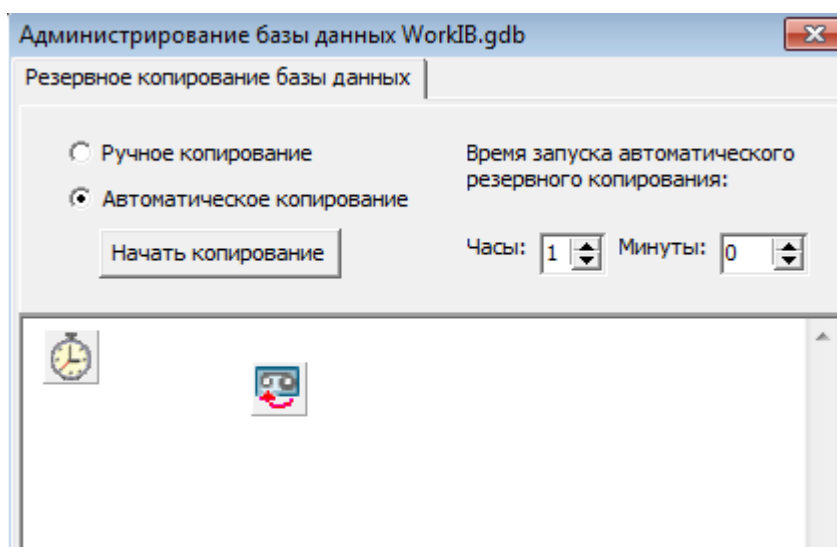 Администрирование базы данных WorkIB.gdb
Резервное копирование базы данных
Ручное копирование
Автоматическое копирование
Начать копирование
Время запуска автоматического
резервного копирования:
Часы: 1 Минуты: 0